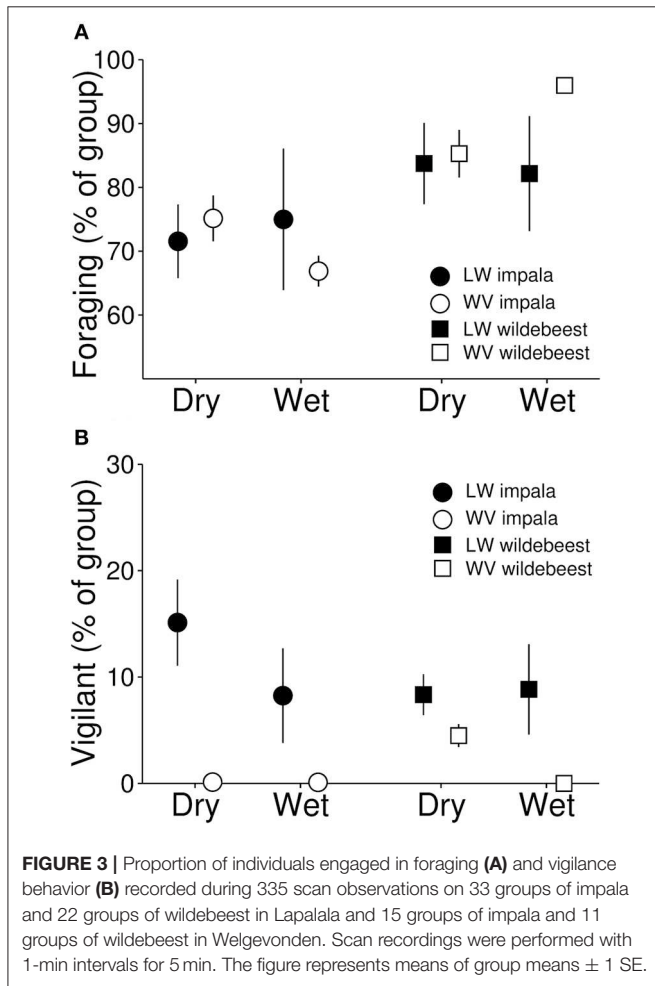 A
100
90
80
70
60
Foraging (% of group)
LW impala
WV impala
LW wildebeest
WV wildebeest
Dry Wet Dry Wet
B
30
20
10
0
Vigilant (% of group)
LW impala
WV impala
LW wildebeest
WV wildebeest
Dry Wet Dry Wet
FIGURE 3 | Proportion of individuals engaged in foraging (A) and vigilance
behavior (B) recorded during 335 scan observations on 33 groups of impala
and 22 groups of wildebeest in Lapalala and 15 groups of impala and 11
groups of wildebeest in Welgevonden. Scan recordings were performed with
1-min intervals for 5 min. The figure represents means of group means ± 1 SE.